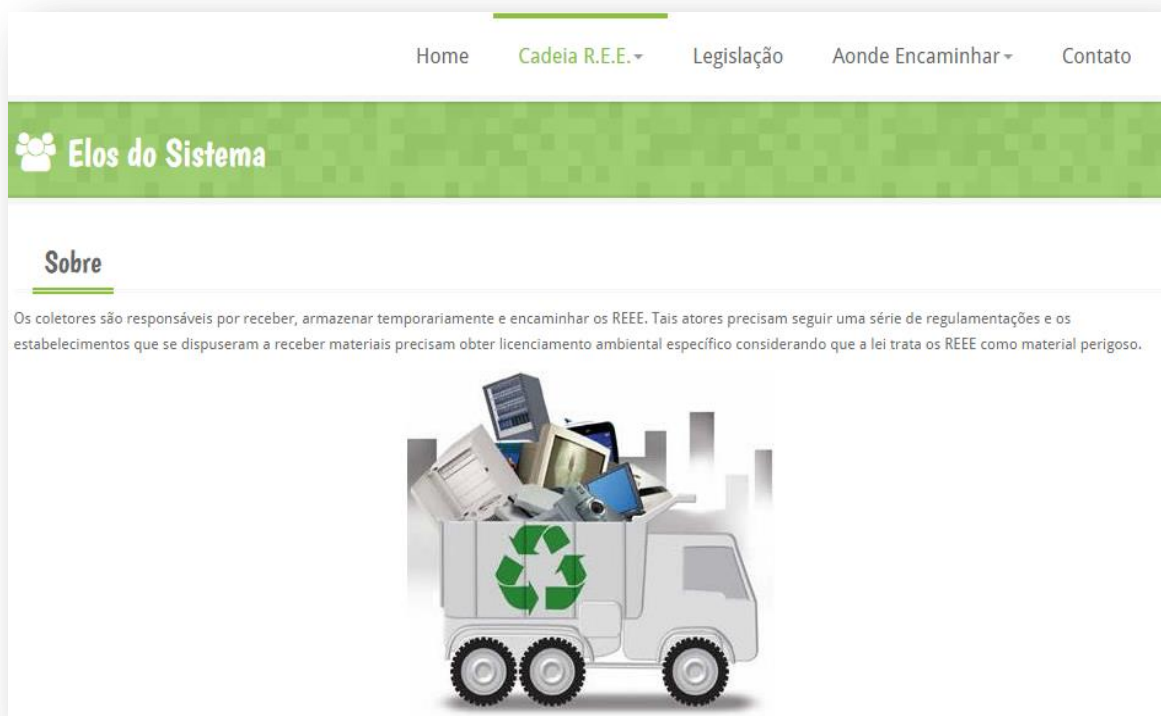 Home Cadeia R.E.E. Legislação Aonde Encaminhar Contato
Elos do Sistema
Sobre
Os coletores são responsáveis por receber, armazenar temporariamente e encaminhar os REEE. Tais atores precisam seguir uma série de regulamentações e os
estabelecimentos que se dispuseram a receber materiais precisam obter licenciamento ambiental específico considerando que a lei trata os REEE como material perigoso.